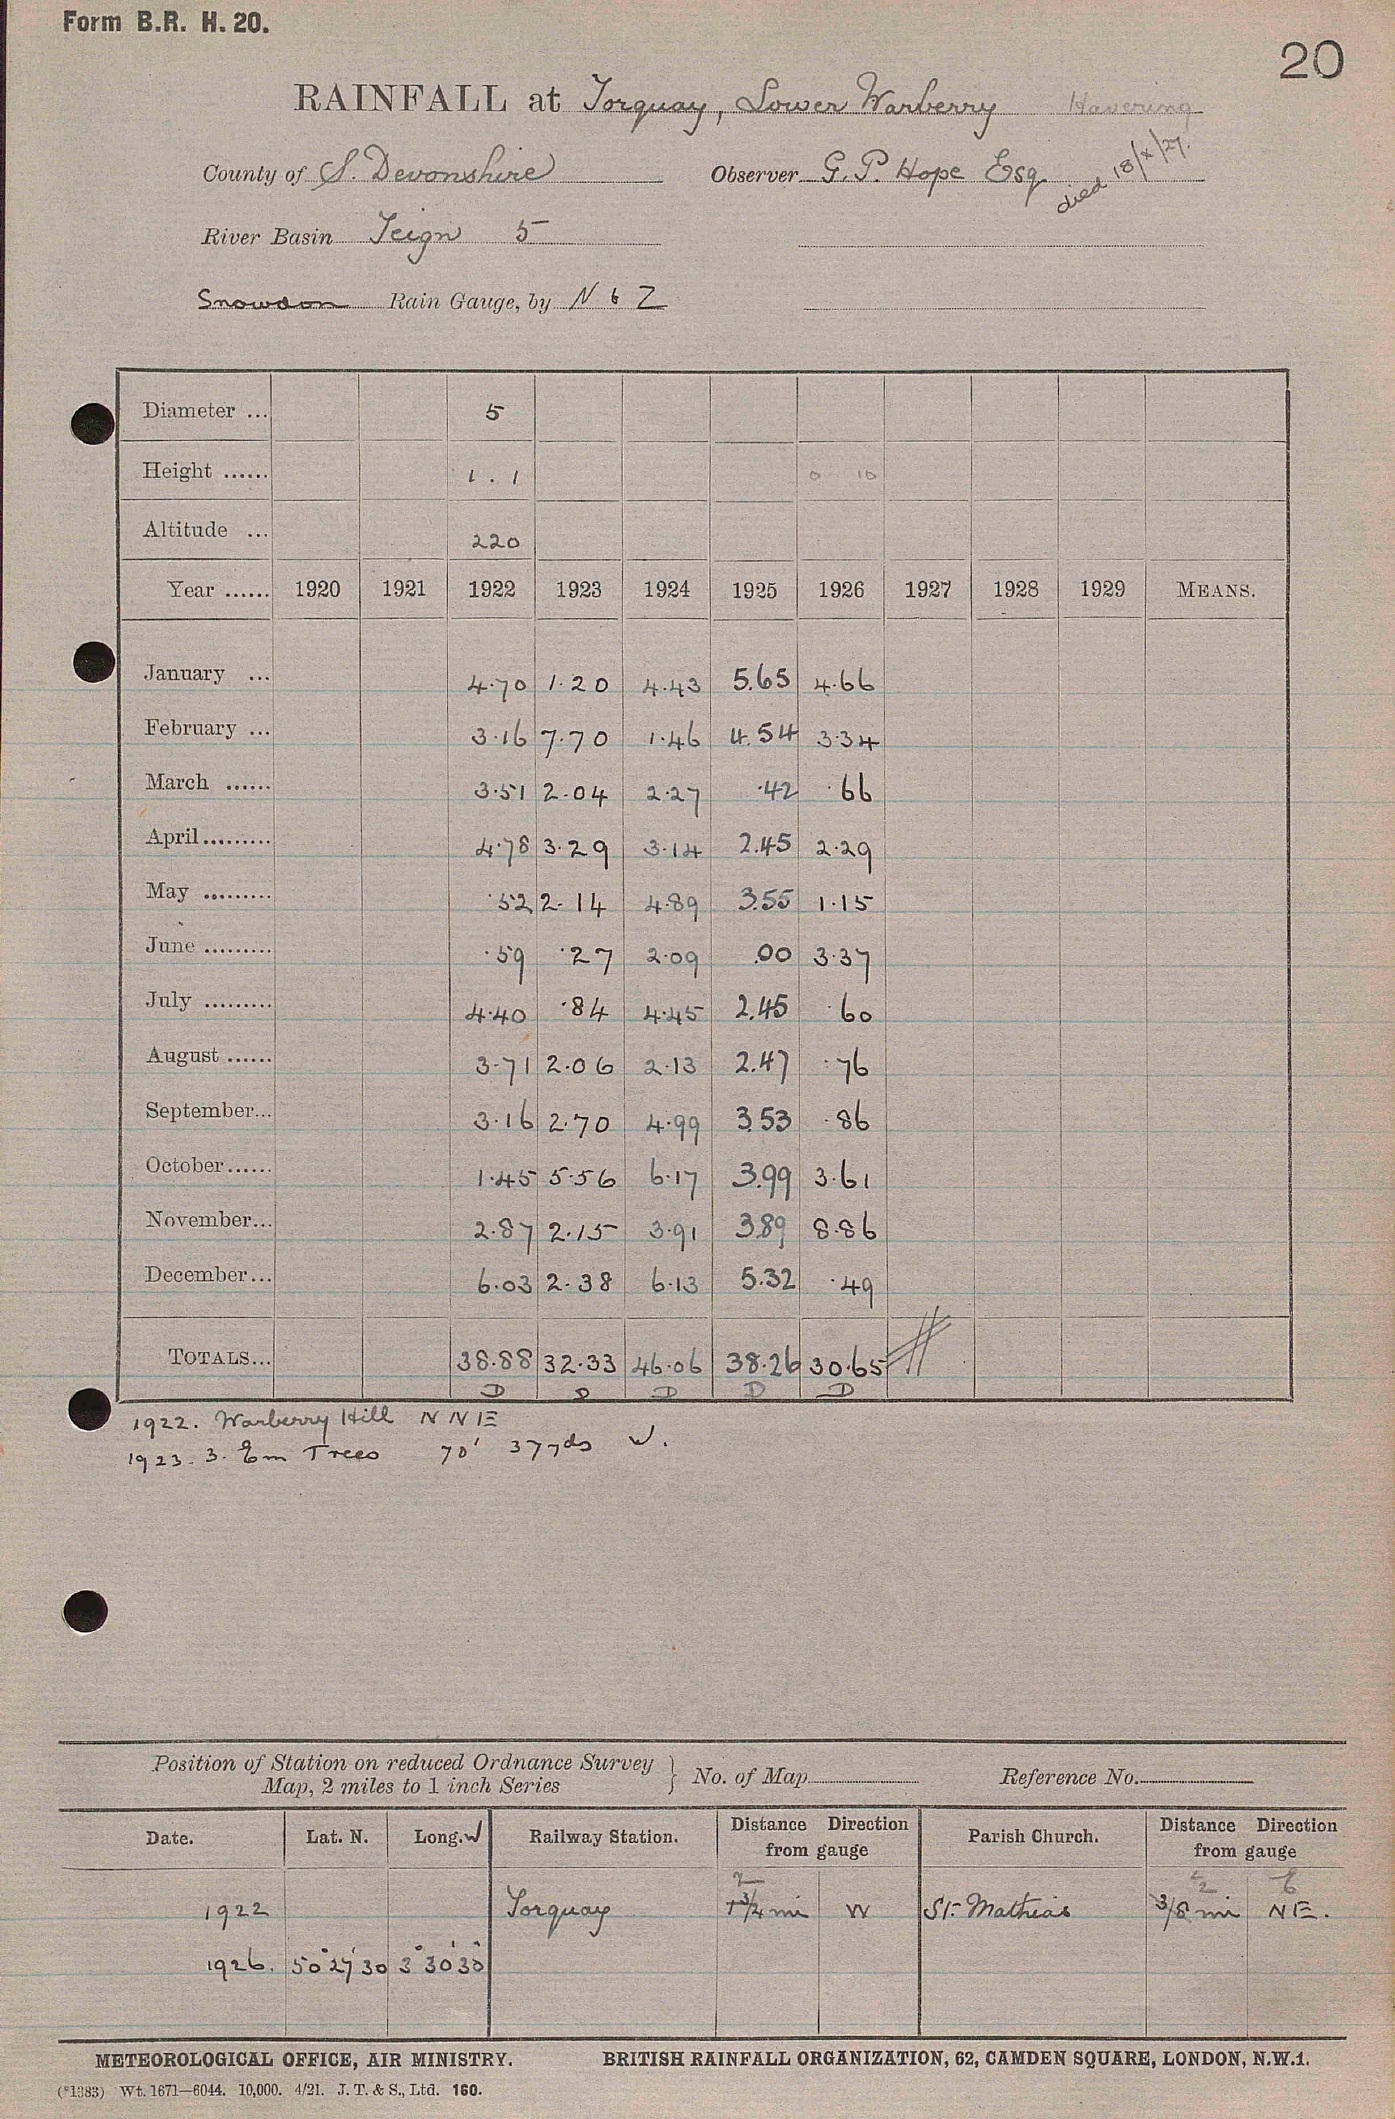 Form B.R. H. 20.
20
RAINFALL at Torquay, Lower Warberry Havering
County of S. Devonshire Observer G. P. Hope Esq died 18/x/27.
River Basin Teign 5
Snowdon Rain Gauge, by N & Z
Diameter ... 5
Height ...... 1 . 1 0 10
Altitude ... 220
Year ...... 1920 1921 1922 1923 1924 1925 1926 1927 1928 1929 MEANS.
January ... 4.70 1.20 4.43 5.65 4.66
February ... 3.16 7.70 1.46 4.54 3.34
March ...... 3.51 2.04 2.27 .42 .66
April......... 4.78 3.29 3.14 2.45 2.29
May ......... .52 2.14 4.89 3.55 1.15
June ......... .59 .27 2.09 .00 3.37
July ......... 4.40 .84 4.45 2.45 .60
August ...... 3.71 2.06 2.13 2.47 .76
September... 3.16 2.70 4.99 3.53 .86
October...... 1.45 5.56 6.17 3.99 3.61
November... 2.87 2.15 3.91 3.89 8.86
December... 6.03 2.38 6.13 5.32 .49
TOTALS... 38.88 32.33 46.06 38.26 30.65
D D D D D
1922. Warberry Hill N N E
1923. 3. Em Trees 70' 37yds W.
Position of Station on reduced Ordnance Survey Map, 2 miles to 1 inch Series } No. of Map Reference No.
Date. Lat. N. Long. W Railway Station. Distance Direction from gauge Parish Church. Distance Direction from gauge
1922 Torquay 3/4 mi W St. Mathias 3/8 mi NE.
1926. 50° 27' 30 3° 30' 30"
METEOROLOGICAL OFFICE, AIR MINISTRY. BRITISH RAINFALL ORGANIZATION, 62, CAMDEN SQUARE, LONDON, N.W.1.
(*1383) Wt. 1671—6044. 10,000. 4/21. J. T. & S., Ltd. 160.